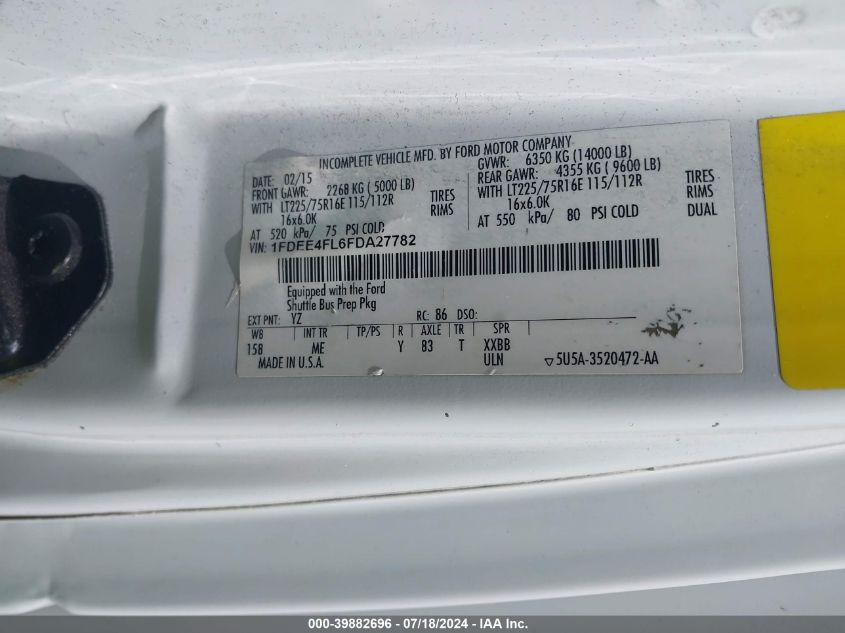 INCOMPLETE VEHICLE MFD. BY FORD MOTOR COMPANY
DATE: 02/15 GVWR: 6350 KG (14000 LB)
FRONT GAWR: 2268 KG ( 5000 LB) REAR GAWR: 4355 KG ( 9600 LB)
WITH LT225/75R16E 115/112R TIRES WITH LT225/75R16E 115/112R TIRES
16x6.0K RIMS 16x6.0K RIMS
AT 520 kPa/ 75 PSI COLD AT 550 kPa/ 80 PSI COLD DUAL
VIN: 1FDEE4FL6FDA27782
Equipped with the Ford
Shuttle Bus Prep Pkg
EXT PNT: YZ RC: 86 DSO:
WB INT TR TP/PS R AXLE TR SPR
158 ME Y 83 T XXBB
MADE IN U.S.A. ULN ▽5U5A-3520472-AA
000-39882696 - 07/18/2024 - IAA Inc.